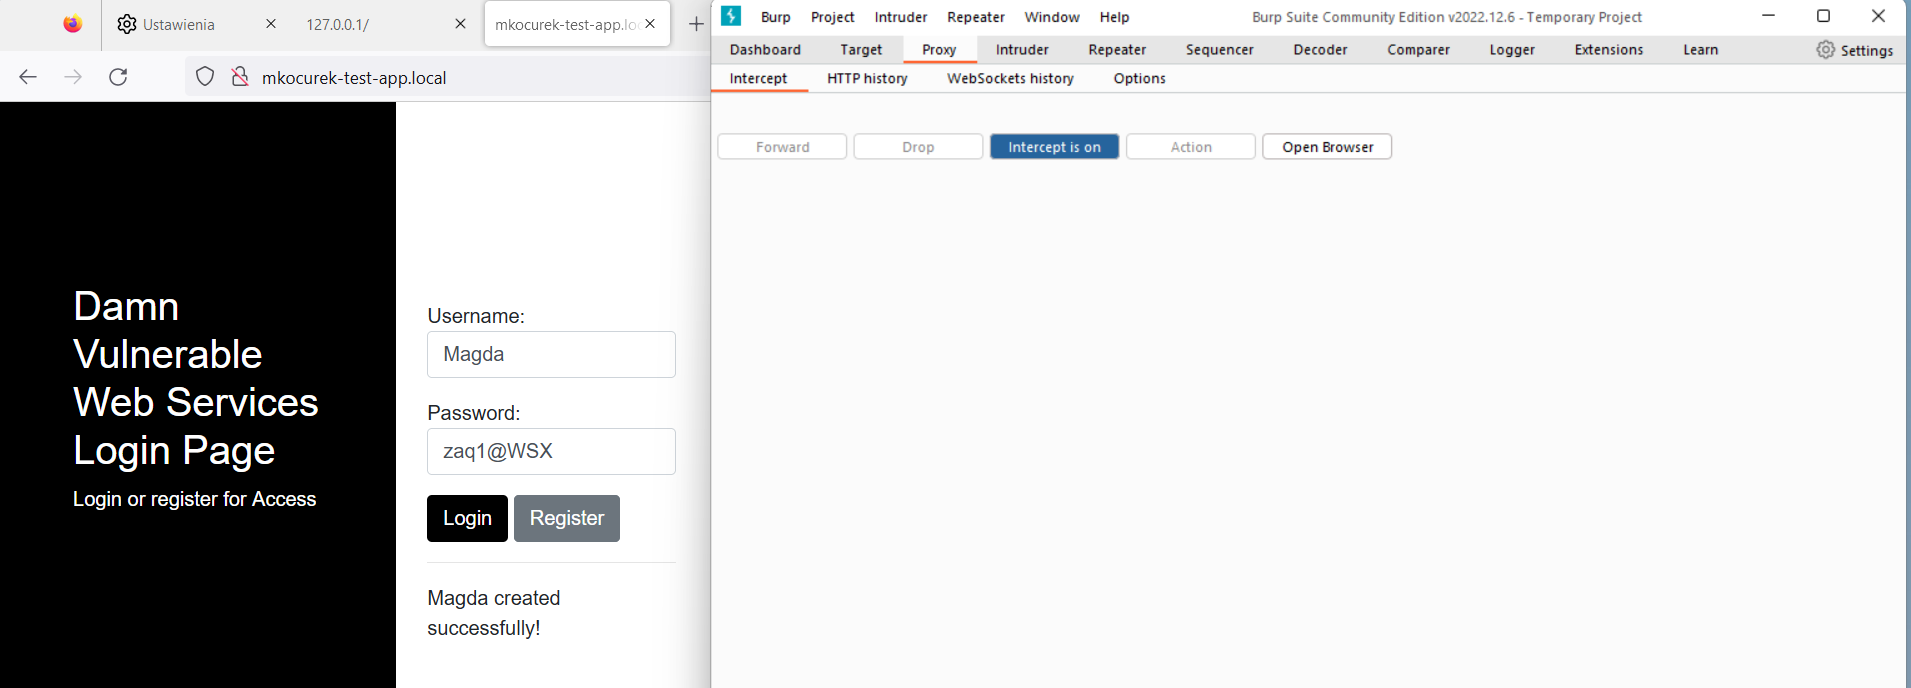 Ustawienia
127.0.0.1/
mkocurek-test-app.loc
mkocurek-test-app.local
Damn
Vulnerable
Web Services
Login Page
Login or register for Access
Username:
Magda
Password:
zaq1@WSX
Login Register
Magda created
successfully!
Burp Project Intruder Repeater Window Help
Burp Suite Community Edition v2022.12.6 - Temporary Project
Dashboard Target Proxy Intruder Repeater Sequencer Decoder Comparer Logger Extensions Learn Settings
Intercept HTTP history WebSockets history Options
Forward Drop Intercept is on Action Open Browser